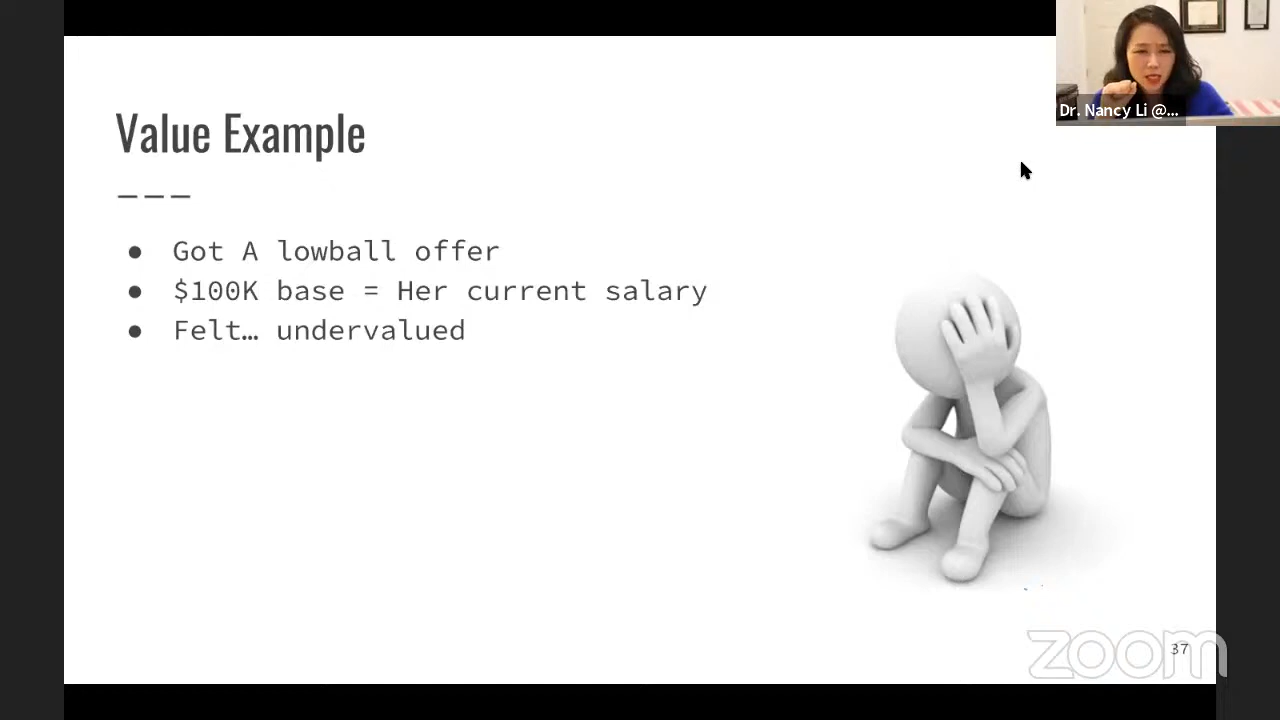 Dr. Nancy Li @...
Value Example
● Got A lowball offer
● $100K base = Her current salary
● Felt… undervalued
37
zoom